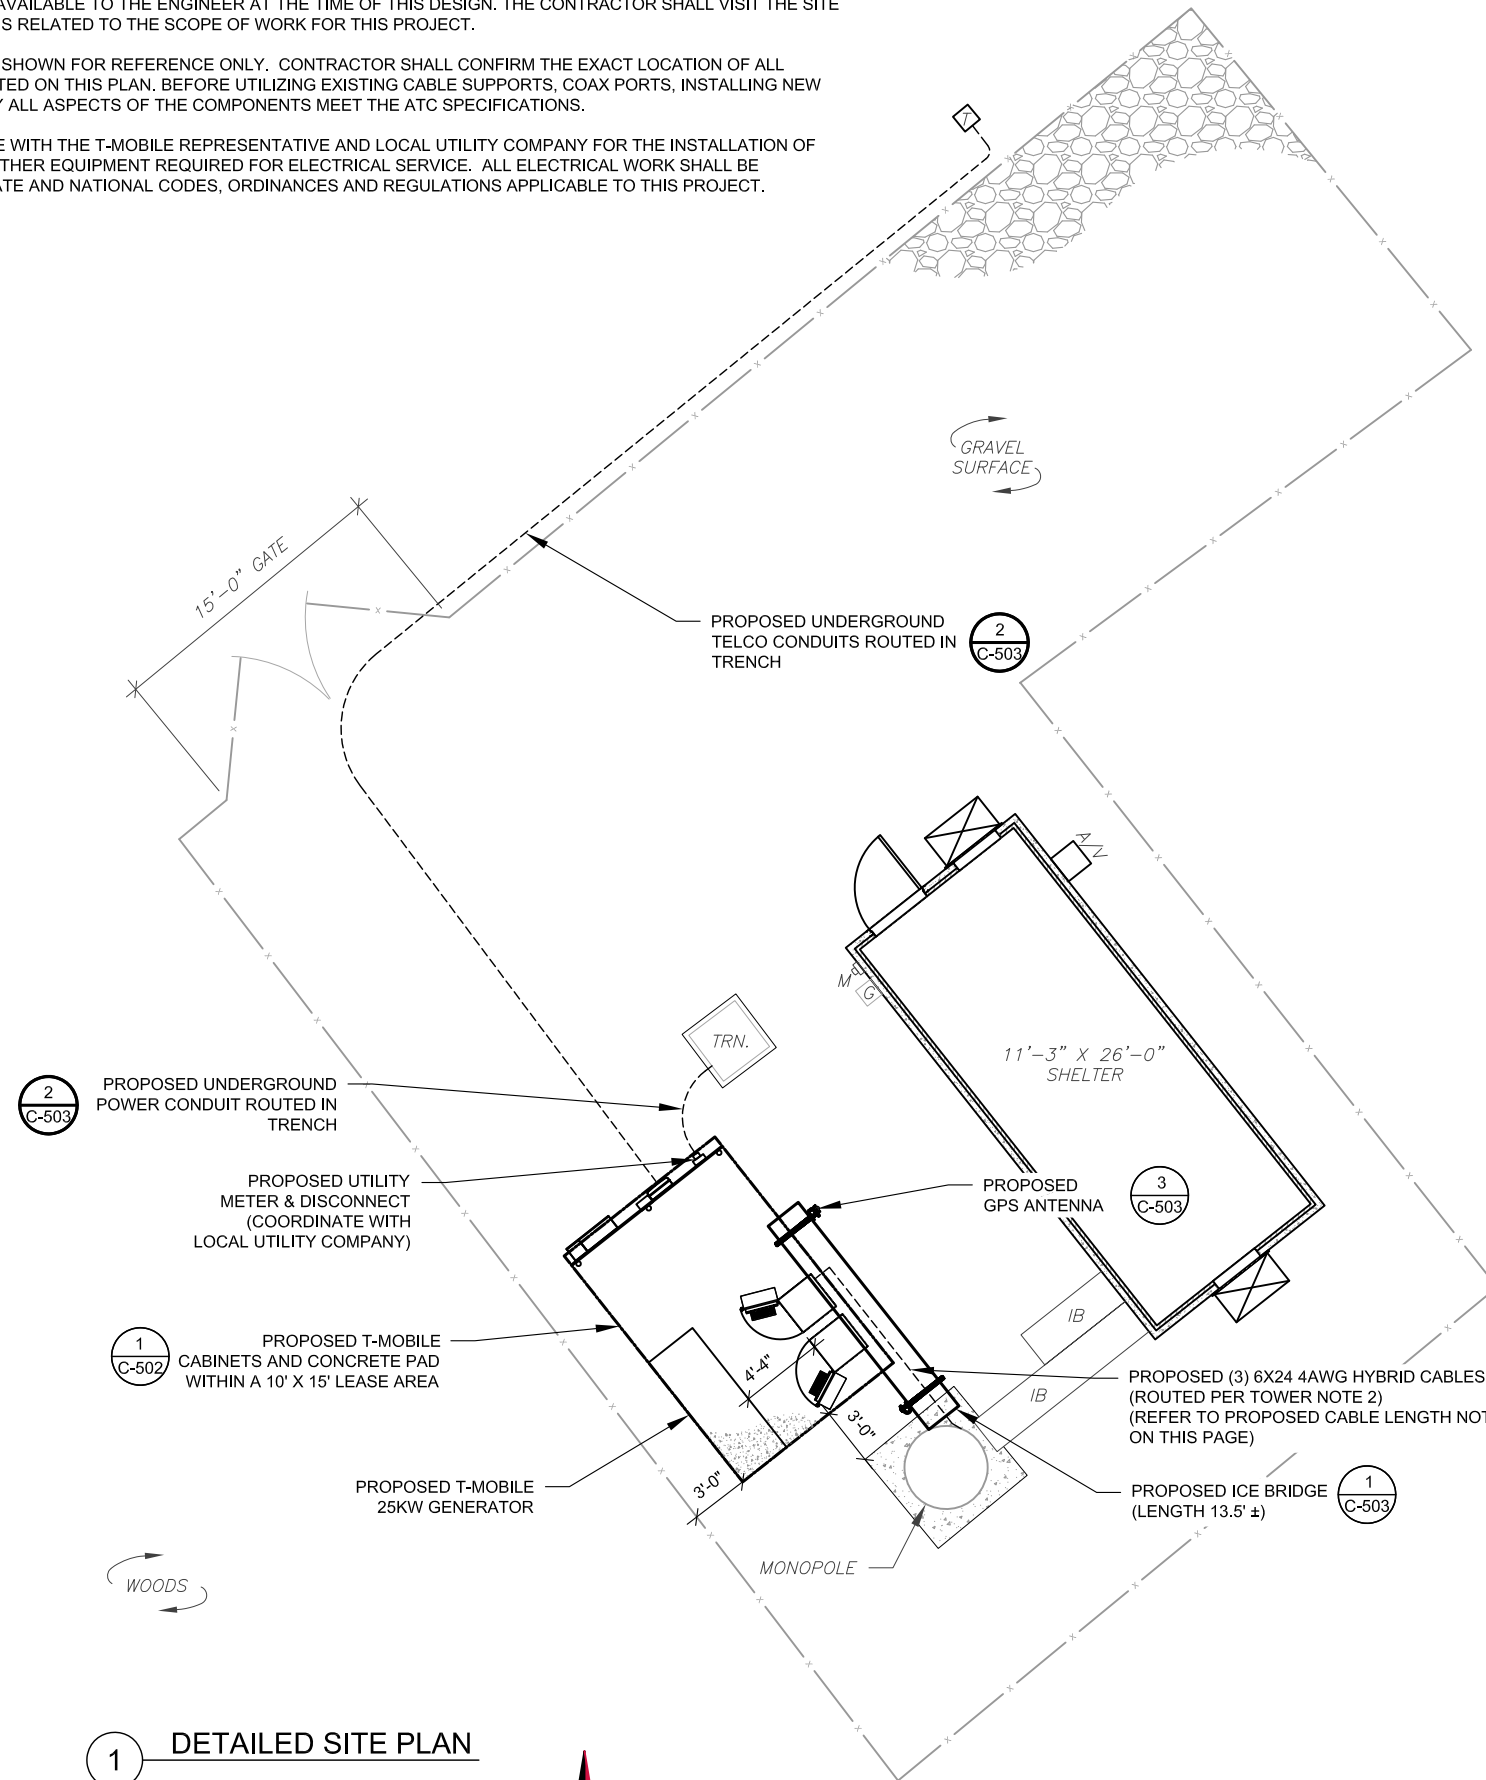 AVAILABLE TO THE ENGINEER AT THE TIME OF THIS DESIGN. THE CONTRACTOR SHALL VISIT THE SITE
S RELATED TO THE SCOPE OF WORK FOR THIS PROJECT.
SHOWN FOR REFERENCE ONLY. CONTRACTOR SHALL CONFIRM THE EXACT LOCATION OF ALL
TED ON THIS PLAN. BEFORE UTILIZING EXISTING CABLE SUPPORTS, COAX PORTS, INSTALLING NEW
Y ALL ASPECTS OF THE COMPONENTS MEET THE ATC SPECIFICATIONS.
E WITH THE T-MOBILE REPRESENTATIVE AND LOCAL UTILITY COMPANY FOR THE INSTALLATION OF
THER EQUIPMENT REQUIRED FOR ELECTRICAL SERVICE. ALL ELECTRICAL WORK SHALL BE
ATE AND NATIONAL CODES, ORDINANCES AND REGULATIONS APPLICABLE TO THIS PROJECT.
T
GRAVEL
SURFACE
15'-0" GATE
PROPOSED UNDERGROUND
TELCO CONDUITS ROUTED IN
TRENCH
2
C-503
A/V
M
G
TRN.
11'-3" X 26'-0"
SHELTER
2
C-503
PROPOSED UNDERGROUND
POWER CONDUIT ROUTED IN
TRENCH
PROPOSED UTILITY
METER & DISCONNECT
(COORDINATE WITH
LOCAL UTILITY COMPANY)
PROPOSED
GPS ANTENNA
3
C-503
IB
IB
1
C-502
PROPOSED T-MOBILE
CABINETS AND CONCRETE PAD
WITHIN A 10' X 15' LEASE AREA
4'-4"
3'-0"
3'-0"
PROPOSED (3) 6X24 4AWG HYBRID CABLES
(ROUTED PER TOWER NOTE 2)
(REFER TO PROPOSED CABLE LENGTH NOT
ON THIS PAGE)
PROPOSED T-MOBILE
25KW GENERATOR
PROPOSED ICE BRIDGE
(LENGTH 13.5' ±)
1
C-503
MONOPOLE
WOODS
1
DETAILED SITE PLAN